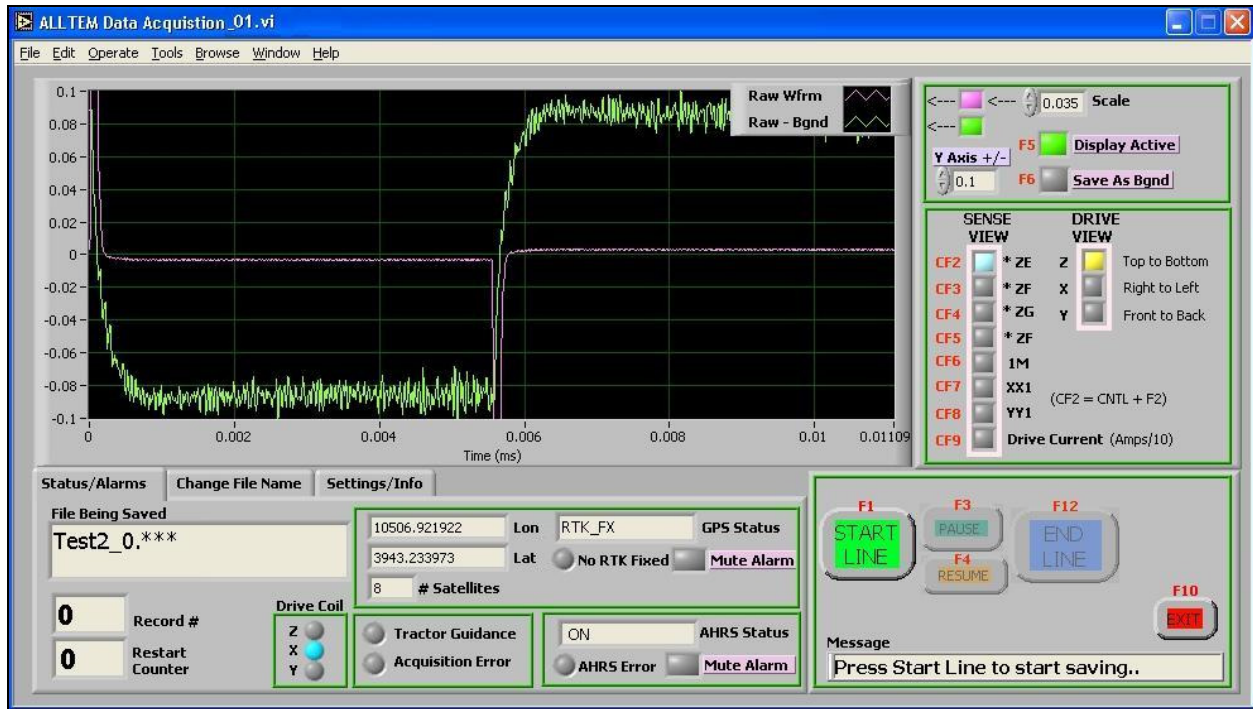 ALLTEM Data Acquistion_01.vi
File Edit Operate Tools Browse Window Help
0.1
0.08
0.06
0.04
0.02
0
-0.02
-0.04
-0.06
-0.08
-0.1
0 0.002 0.004 0.006 0.008 0.01 0.01109
Time (ms)
Raw Wfrm
Raw - Bgnd
<--- <--- 0.035 Scale
<---
Y Axis +/-
0.1
F5 Display Active
F6 Save As Bgnd
SENSE VIEW
CF2 * ZE
CF3 * ZF
CF4 * ZG
CF5 * ZF
CF6 1M
CF7 XX1
CF8 YY1
CF9 Drive Current (Amps/10)
DRIVE VIEW
Z Top to Bottom
X Right to Left
Y Front to Back
(CF2 = CNTL + F2)
Status/Alarms Change File Name Settings/Info
File Being Saved
Test2_0.***
0 Record #
0 Restart Counter
Drive Coil
Z
X
Y
10506.921922 Lon
3943.233973 Lat
8 # Satellites
RTK_FX GPS Status
No RTK Fixed Mute Alarm
Tractor Guidance
Acquisition Error
ON AHRS Status
AHRS Error Mute Alarm
F1
START LINE
F3
PAUSE
F4
RESUME
F12
END LINE
F10
EXIT
Message
Press Start Line to start saving..